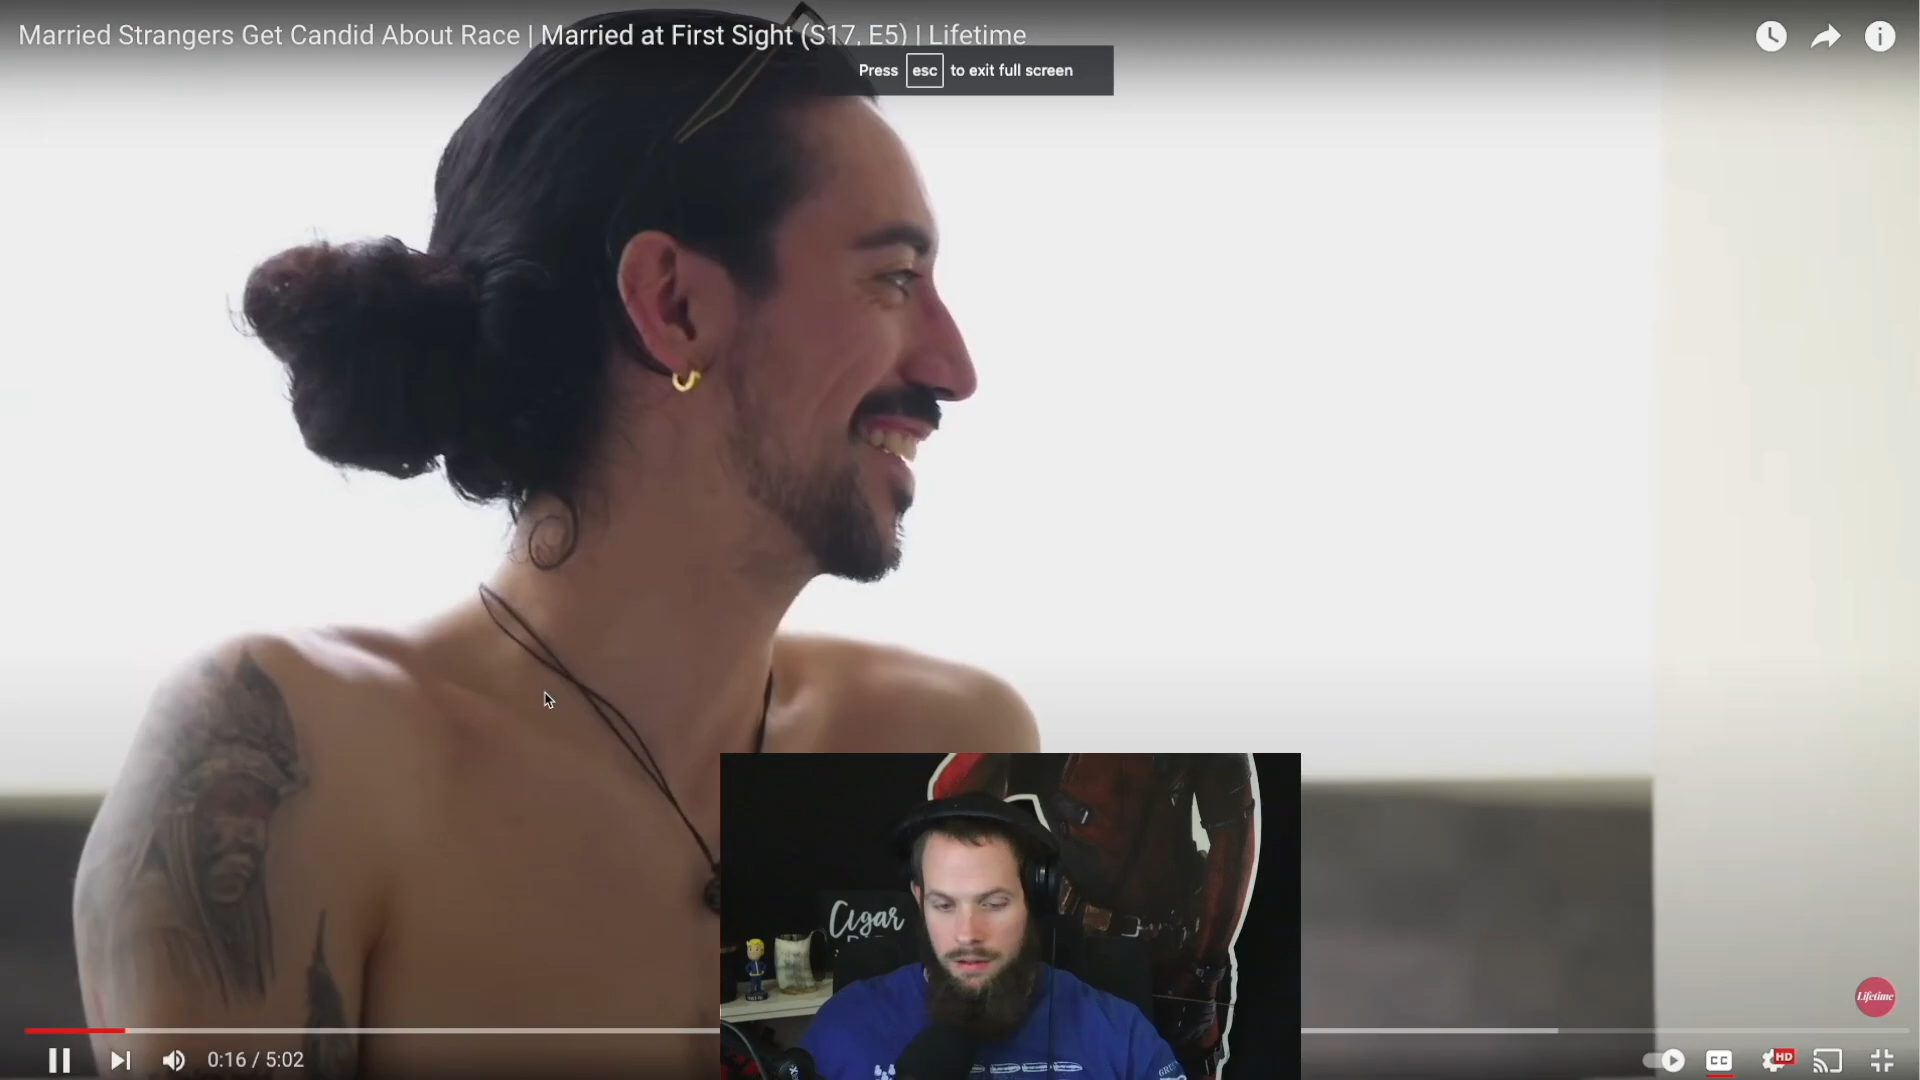 Married Strangers Get Candid About Race | Married at First Sight (S17, E5) | Lifetime
Press esc to exit full screen
Cigar
Lifetime
0:16 / 5:02
CC
HD